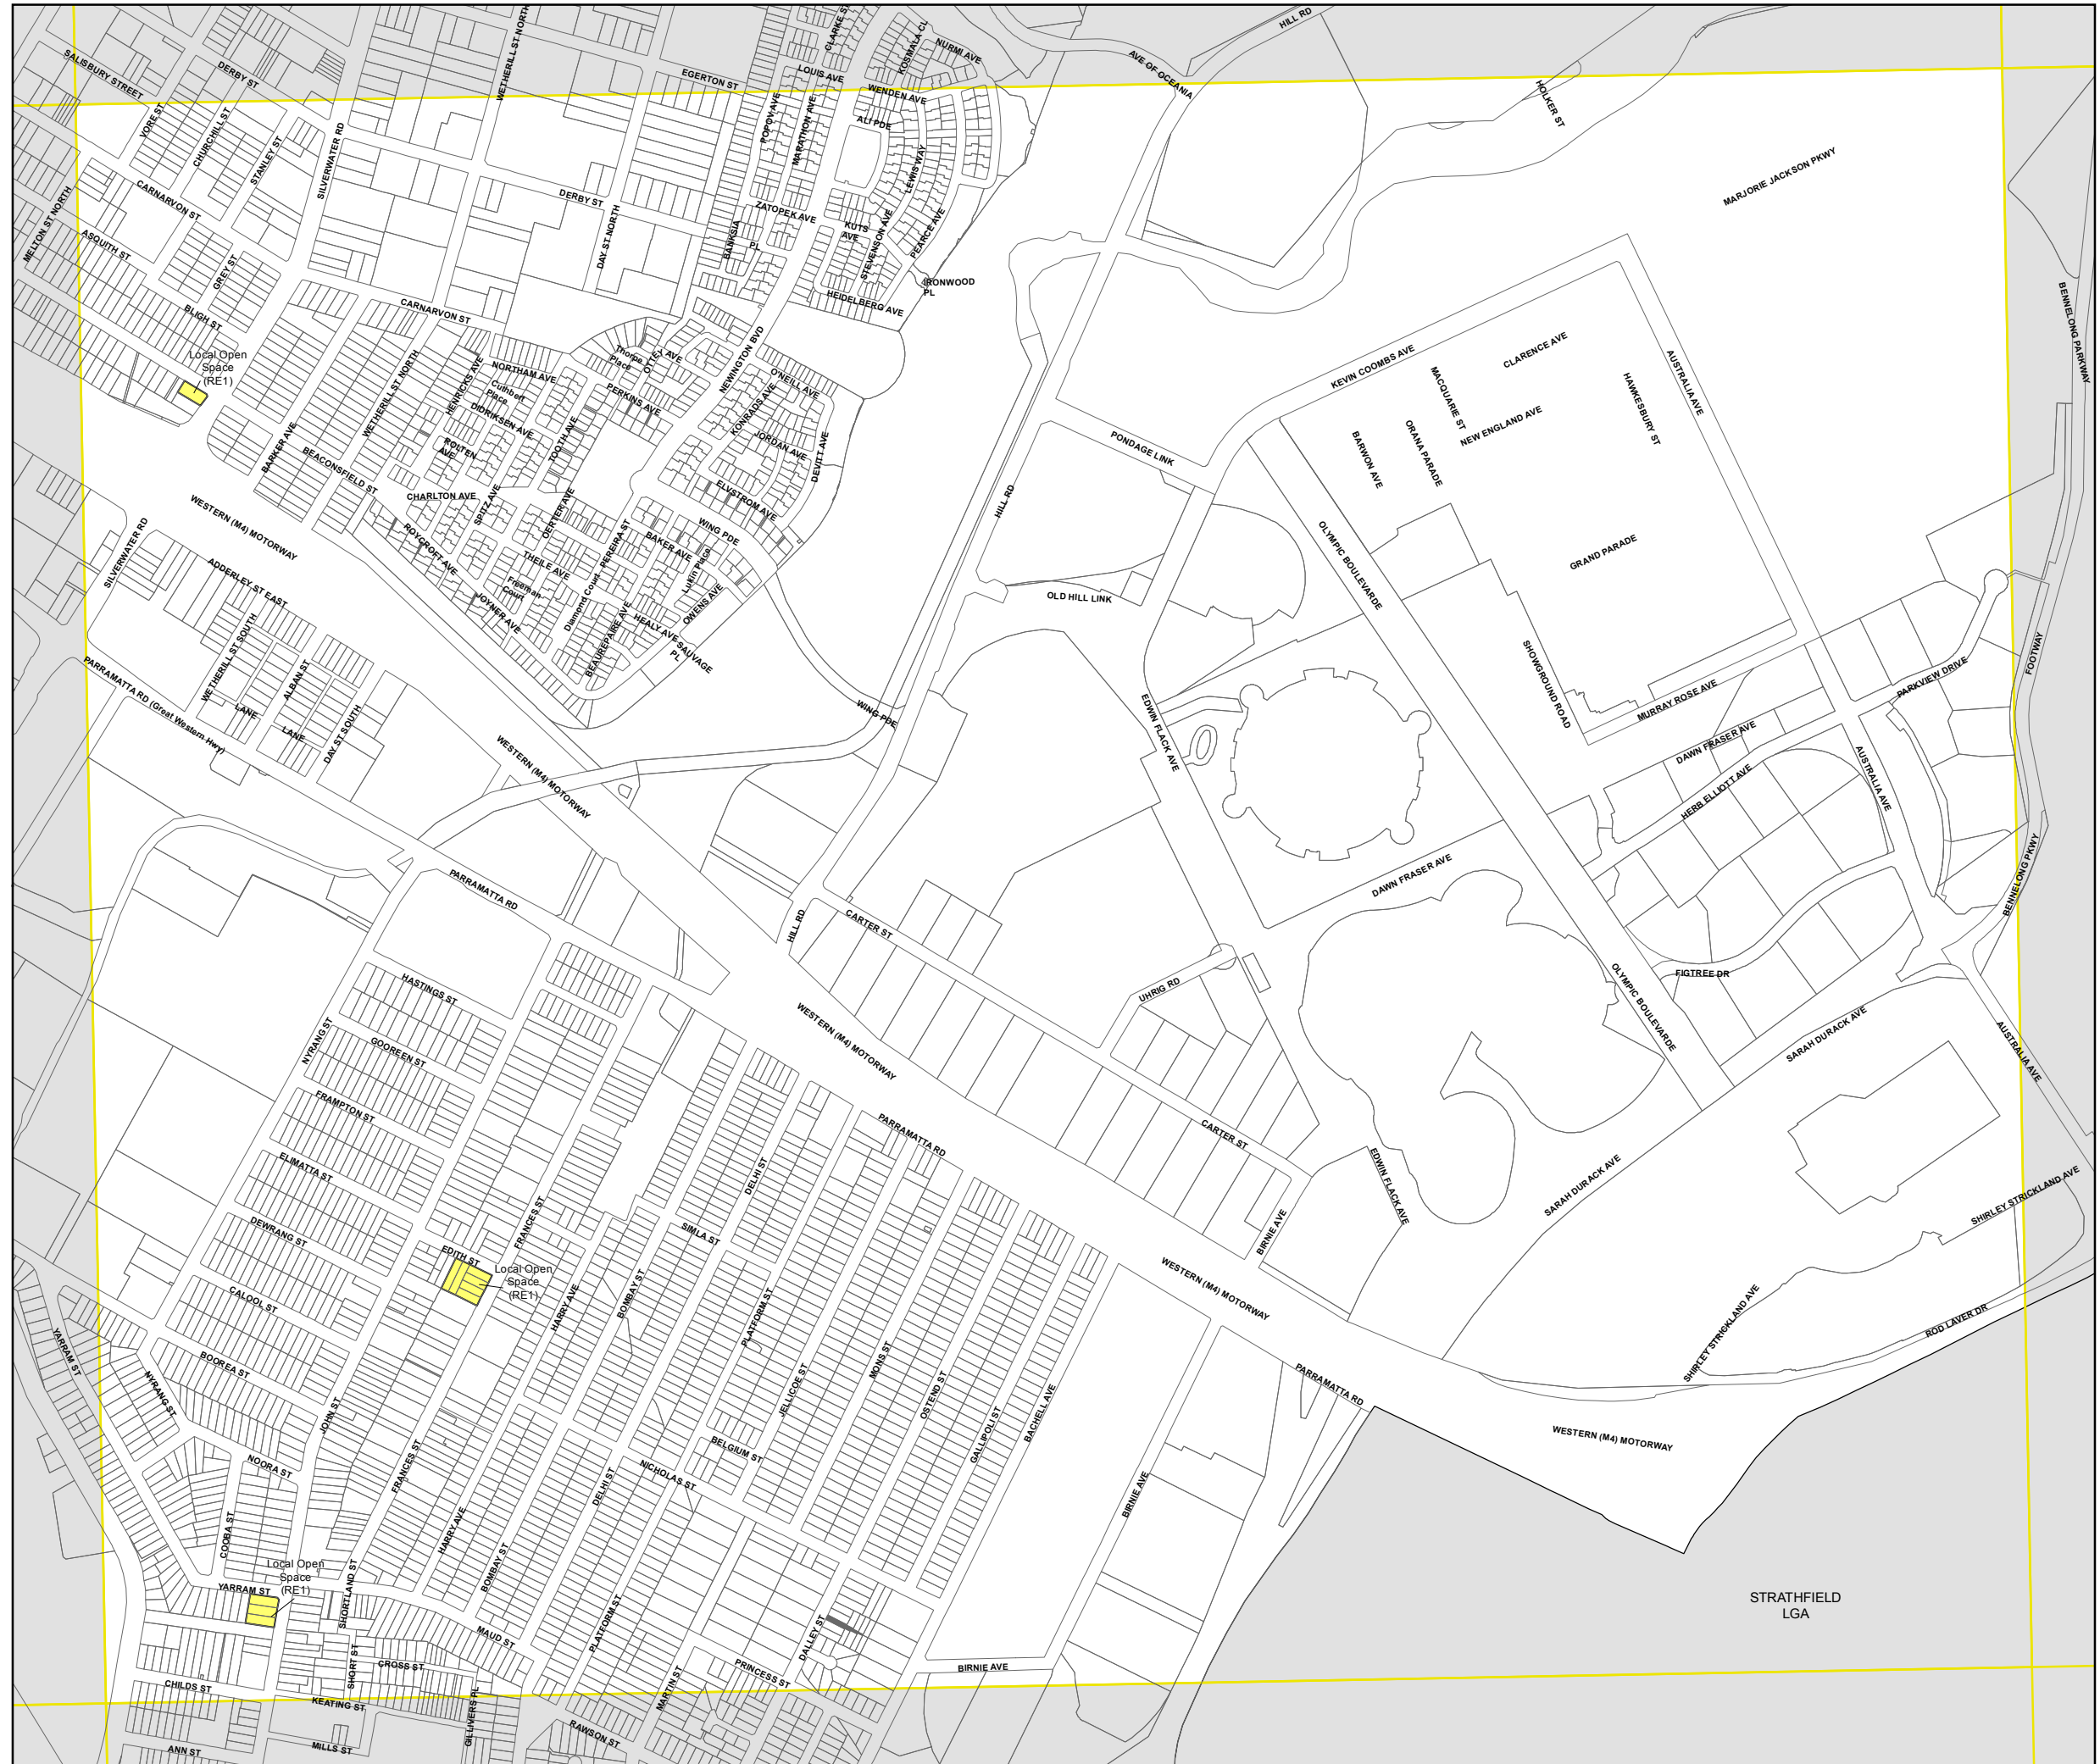 SALISBURY STREET
DERBY ST
WETHERILL ST NORTH
EGERTON ST
LOUIS AVE
KOSMALA CL
NURMI AVE
AVE OF OCEANIA
HILL RD
HOLKER ST
VORE ST
CHURCHILL ST
STANLEY ST
SILVERWATER RD
POPOV AVE
MARATHON AVE
WENDEN AVE
ALI PDE
LEWIS WAY
MARJORIE JACKSON PKWY
MELTON ST NORTH
CARNARVON ST
ASQUITH ST
GREY ST
BLIGH ST
DERBY ST
DAY ST NORTH
BANKSIA
PL
ZATOPEK AVE
KUTS
AVE
STEVENSON AVE
PEARCE AVE
IRONWOOD
PL
HEIDELBERG AVE
BENNELONG PARKWAY
CARNARVON ST
Local Open
Space
(RE1)
WETHERILL ST NORTH
HENRICKS AVE
NORTHAM AVE
Cuthbert
Place
DIDRIKSEN AVE
ROLTEN
AVE
Thorpe
Place
OTTEY AVE
PERKINS AVE
TOOTH AVE
NEWINGTON BVD
O'NEILL AVE
KONRADS AVE
JORDAN AVE
DEVITT AVE
ELVSTROM AVE
KEVIN COOMBS AVE
CLARENCE AVE
MACQUARIE ST
NEW ENGLAND AVE
ORANA PARADE
BARWON AVE
HAWKESBURY ST
AUSTRALIA AVE
PONDAGE LINK
HILL RD
BARKER AVE
BEACONSFIELD ST
WESTERN (M4) MOTORWAY
SILVERWATER RD
CHARLTON AVE
SPITZ AVE
ROYCROFT AVE
OERTER AVE
PEREIRA ST
THEILE AVE
Freeman
Court
Diamond Court
JOYNER AVE
BEAUREPAIRE AVE
WING PDE
BAKER AVE
Lukin Place
OWENS AVE
HEALY AVE
SAUVAGE
PL
OLD HILL LINK
OLYMPIC BOULEVARDE
GRAND PARADE
SHOWGROUND ROAD
MURRAY ROSE AVE
PARKVIEW DRIVE
FOOTWAY
ADDERLEY ST EAST
WETHERILL ST SOUTH
ALBAN ST
LANE
LANE
DAY ST SOUTH
PARRAMATTA RD (Great Western Hwy)
WESTERN (M4) MOTORWAY
WING PDE
EDWIN FLACK AVE
DAWN FRASER AVE
HERB ELLIOTT AVE
AUSTRALIA AVE
DAWN FRASER AVE
BENNELONG PKWY
PARRAMATTA RD
HILL RD
CARTER ST
UHRIG RD
FIGTREE DR
OLYMPIC BOULEVARDE
SARAH DURACK AVE
AUSTRALIA AVE
WESTERN (M4) MOTORWAY
HASTINGS ST
NYRANG ST
GOOREEN ST
FRAMPTON ST
ELIMATTA ST
DEWRANG ST
CALOOL ST
BOOREA ST
EDITH ST
Local Open
Space
(RE1)
FRANCES ST
HARRY AVE
BOMBAY ST
SIMLA ST
DELHI ST
PARRAMATTA RD
PLATFORM ST
JELLICOE ST
MONS ST
OSTEND ST
GALLIPOLI ST
BACHELL AVE
CARTER ST
BIRNIE AVE
EDWIN FLACK AVE
SARAH DURACK AVE
SHIRLEY STRICKLAND AVE
SHIRLEY STRICKLAND AVE
ROD LAVER DR
WESTERN (M4) MOTORWAY
PARRAMATTA RD
WESTERN (M4) MOTORWAY
YARRAM ST
NYRANG ST
JOHN ST
NOORA ST
COOBA ST
FRANCES ST
HARRY AVE
BOMBAY ST
DELHI ST
NICHOLAS ST
BELGIUM ST
PLATFORM ST
BIRNIE AVE
Local Open
Space
(RE1)
YARRAM ST
SHORTLAND ST
SHORT ST
CROSS ST
MAUD ST
DALLEY ST
PRINCESS ST
MARTIN ST
BIRNIE AVE
STRATHFIELD
LGA
CHILDS ST
KEATING ST
GILLIVERS PL
RAWSON ST
ANN ST
MILLS ST